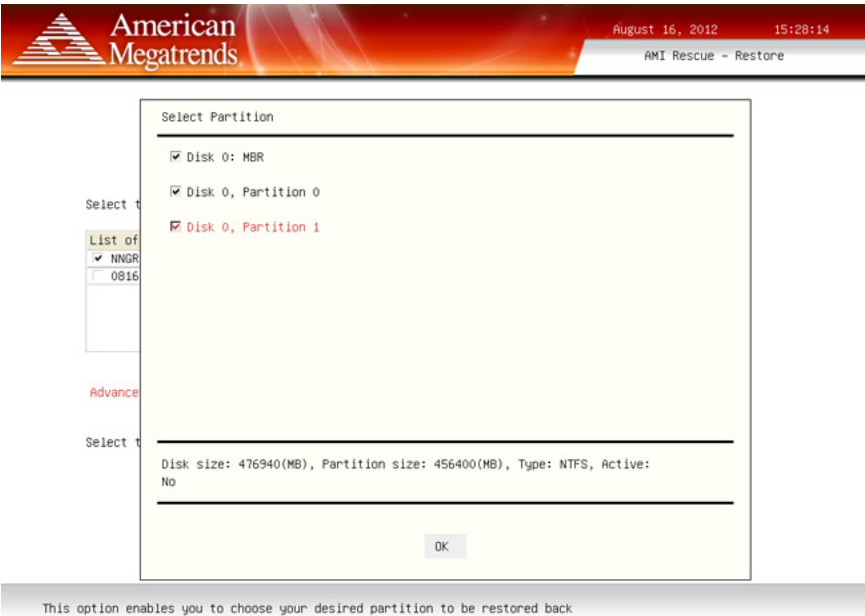 American
Megatrends
August 16, 2012 15:28:14
AMI Rescue - Restore
Select Partition
Disk 0: MBR
Disk 0, Partition 0
Select t
Disk 0, Partition 1
List of
NNGR
0816
Advance
Select t
Disk size: 476940(MB), Partition size: 456400(MB), Type: NTFS, Active:
No
OK
This option enables you to choose your desired partition to be restored back